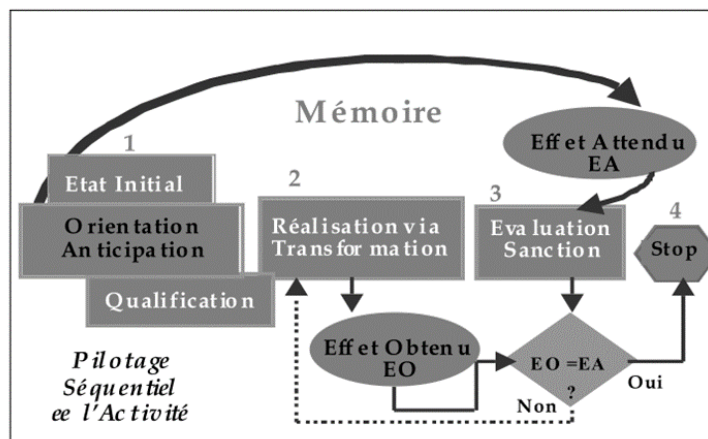 Mémoire
1
Etat Initial
Orientation
Anticipation
Qualification
2
Réalisation via
Transformation
Effet Obtenu
EO
Effet Attendu
EA
3
Evaluation
Sanction
EO =EA
?
Non
Oui
4
Stop
Pilotage
Séquentiel
ee l'Activité